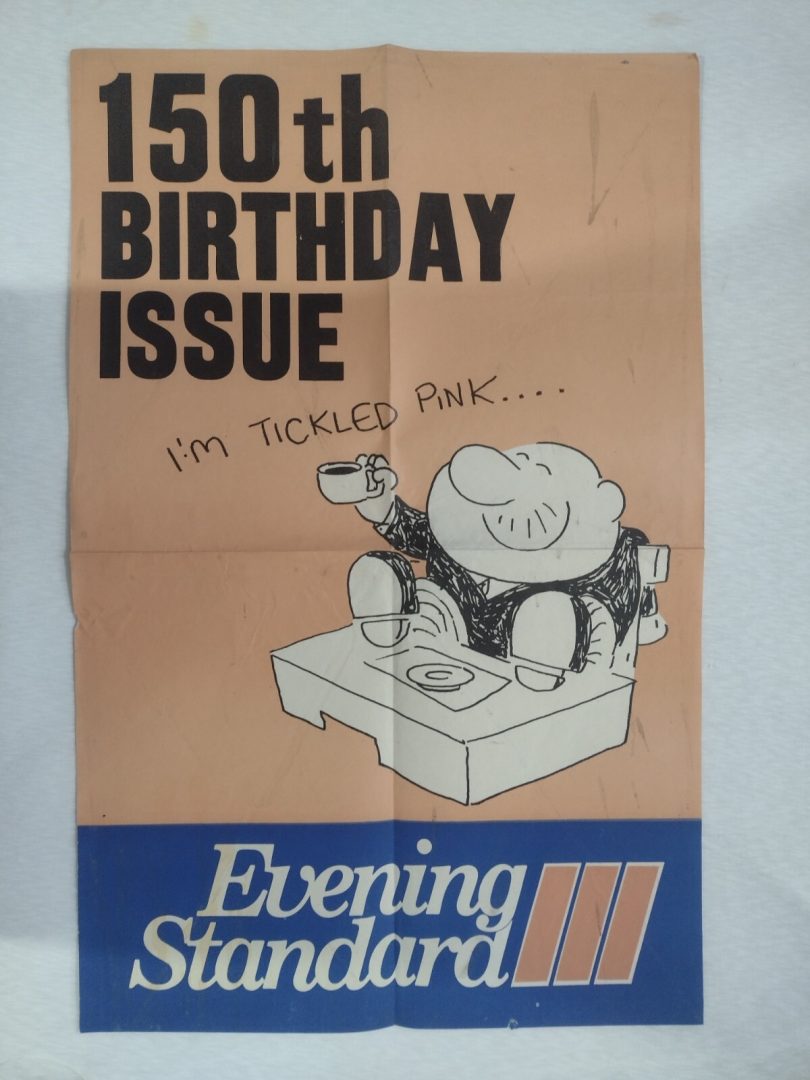 150th
BIRTHDAY
ISSUE
I'M TICKLED PINK....
Evening
Standard